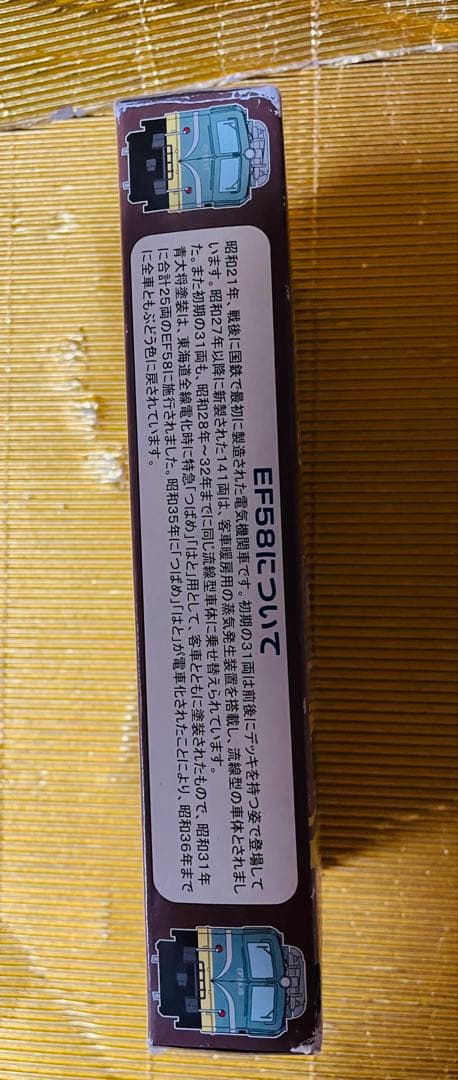 EF58について
昭和21年、戦後に国鉄で最初に製造された電気機関車です。初期の31両は前後にデッキを持つ姿で登場して
います。昭和27年以降に新製された141両は、客車暖房用の蒸気発生装置を搭載し、流線型の車体とされまし
た。また初期の31両も、昭和28年～32年までに同じ流線型車体に乗せ替えられています。
青大将塗装は、東海道全線電化時に特急「つばめ」「はと」用として、客車とともに塗装されたもので、昭和31年
に合計25両のEF58に施行されました。昭和35年に「つばめ」「はと」が電車化されたことにより、昭和36年まで
に全車ともぶどう色に戻されています。